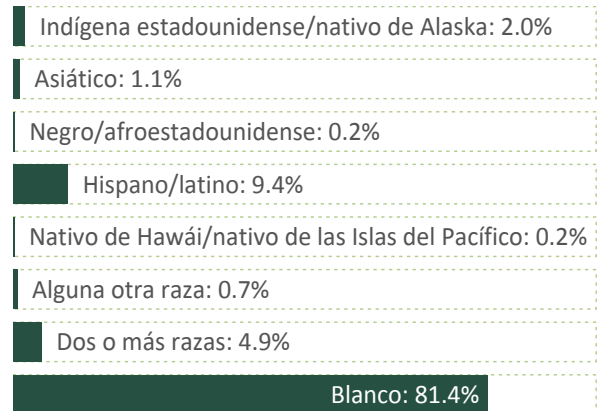 Indígena estadounidense/nativo de Alaska: 2.0%
Asiático: 1.1%
Negro/afroestadounidense: 0.2%
Hispano/latino: 9.4%
Nativo de Hawái/nativo de las Islas del Pacífico: 0.2%
Alguna otra raza: 0.7%
Dos o más razas: 4.9%
Blanco: 81.4%